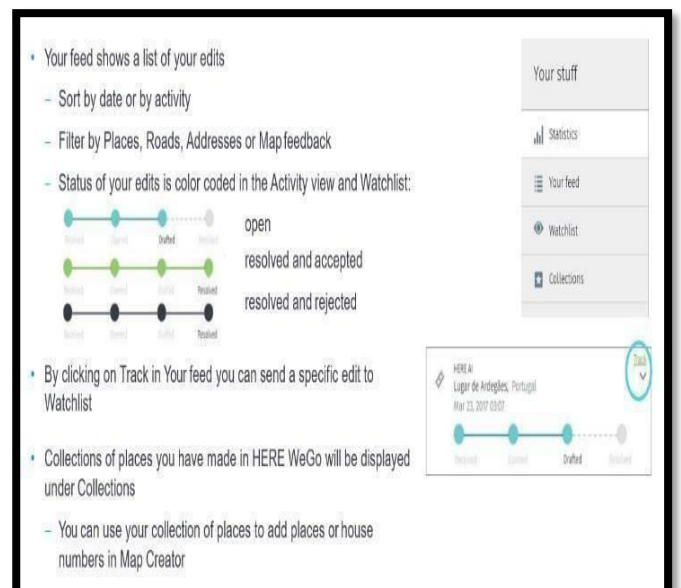 Your feed shows a list of your edits
– Sort by date or by activity
– Filter by Places, Roads, Addresses or Map feedback
– Status of your edits is color coded in the Activity view and Watchlist:
Drafted
open
Resolved
resolved and accepted
Resolved
resolved and rejected
By clicking on Track in Your feed you can send a specific edit to
Watchlist
Collections of places you have made in HERE WeGo will be displayed
under Collections
– You can use your collection of places to add places or house
numbers in Map Creator
Your stuff
Statistics
Your feed
Watchlist
Collections
Track
HERE AI
Lugar de Ardegães, Portugal
Mar 23, 2017 03:07
Drafted